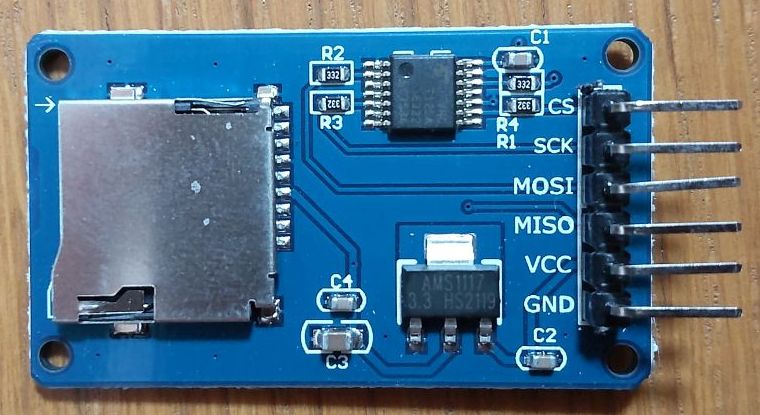 C1
R2
332
332
332
332
R3
R4
R1
CS
SCK
MOSI
MISO
VCC
GND
AMS1117
3.3 HS2119
C4
C3
C2